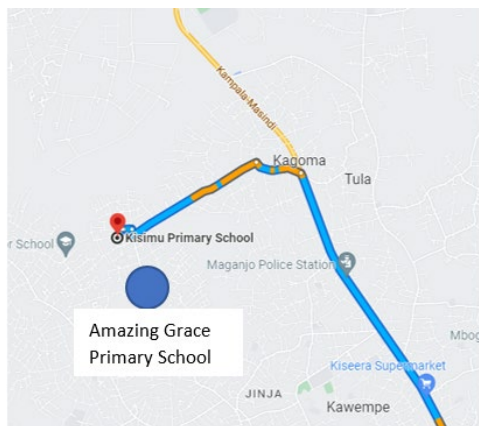 Kampala-Masindi
Kagoma
Tula
Kisimu Primary School
or School
Maganjo Police Station
Amazing Grace
Primary School
Mbog
Kiseera Supermarket
JINJA
Kawempe